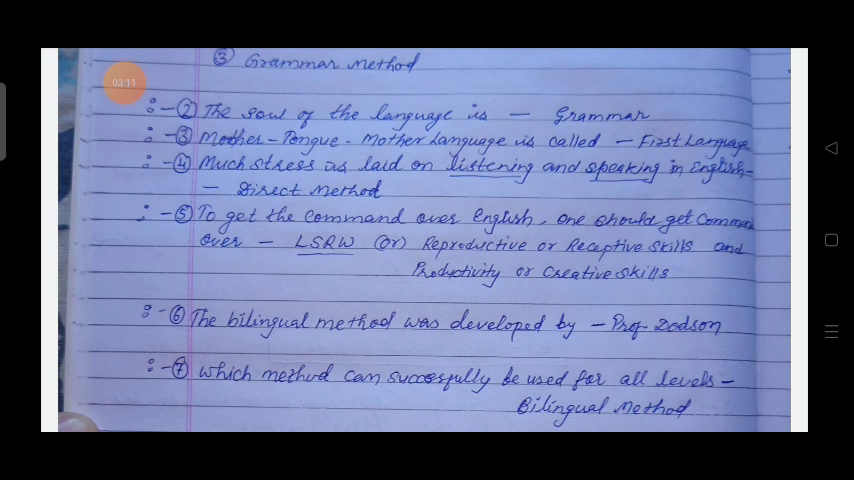 ③ Grammar Method
03:11
:- ② The soul of the language is — Grammar
:- ③ Mother - Tongue - Mother Language is called — First Language
:- ④ Much stress is laid on listening and speaking in English-
— Direct Method
:- ⑤ To get the command over English, one should get Comman
over — LSRW (or) Reproductive or Receptive Skills and
Productivity or Creative Skills
:- ⑥ The bilingual method was developed by — Prof. Dodson
:- ⑦ Which method can successfully be used for all levels —
Bilingual Method